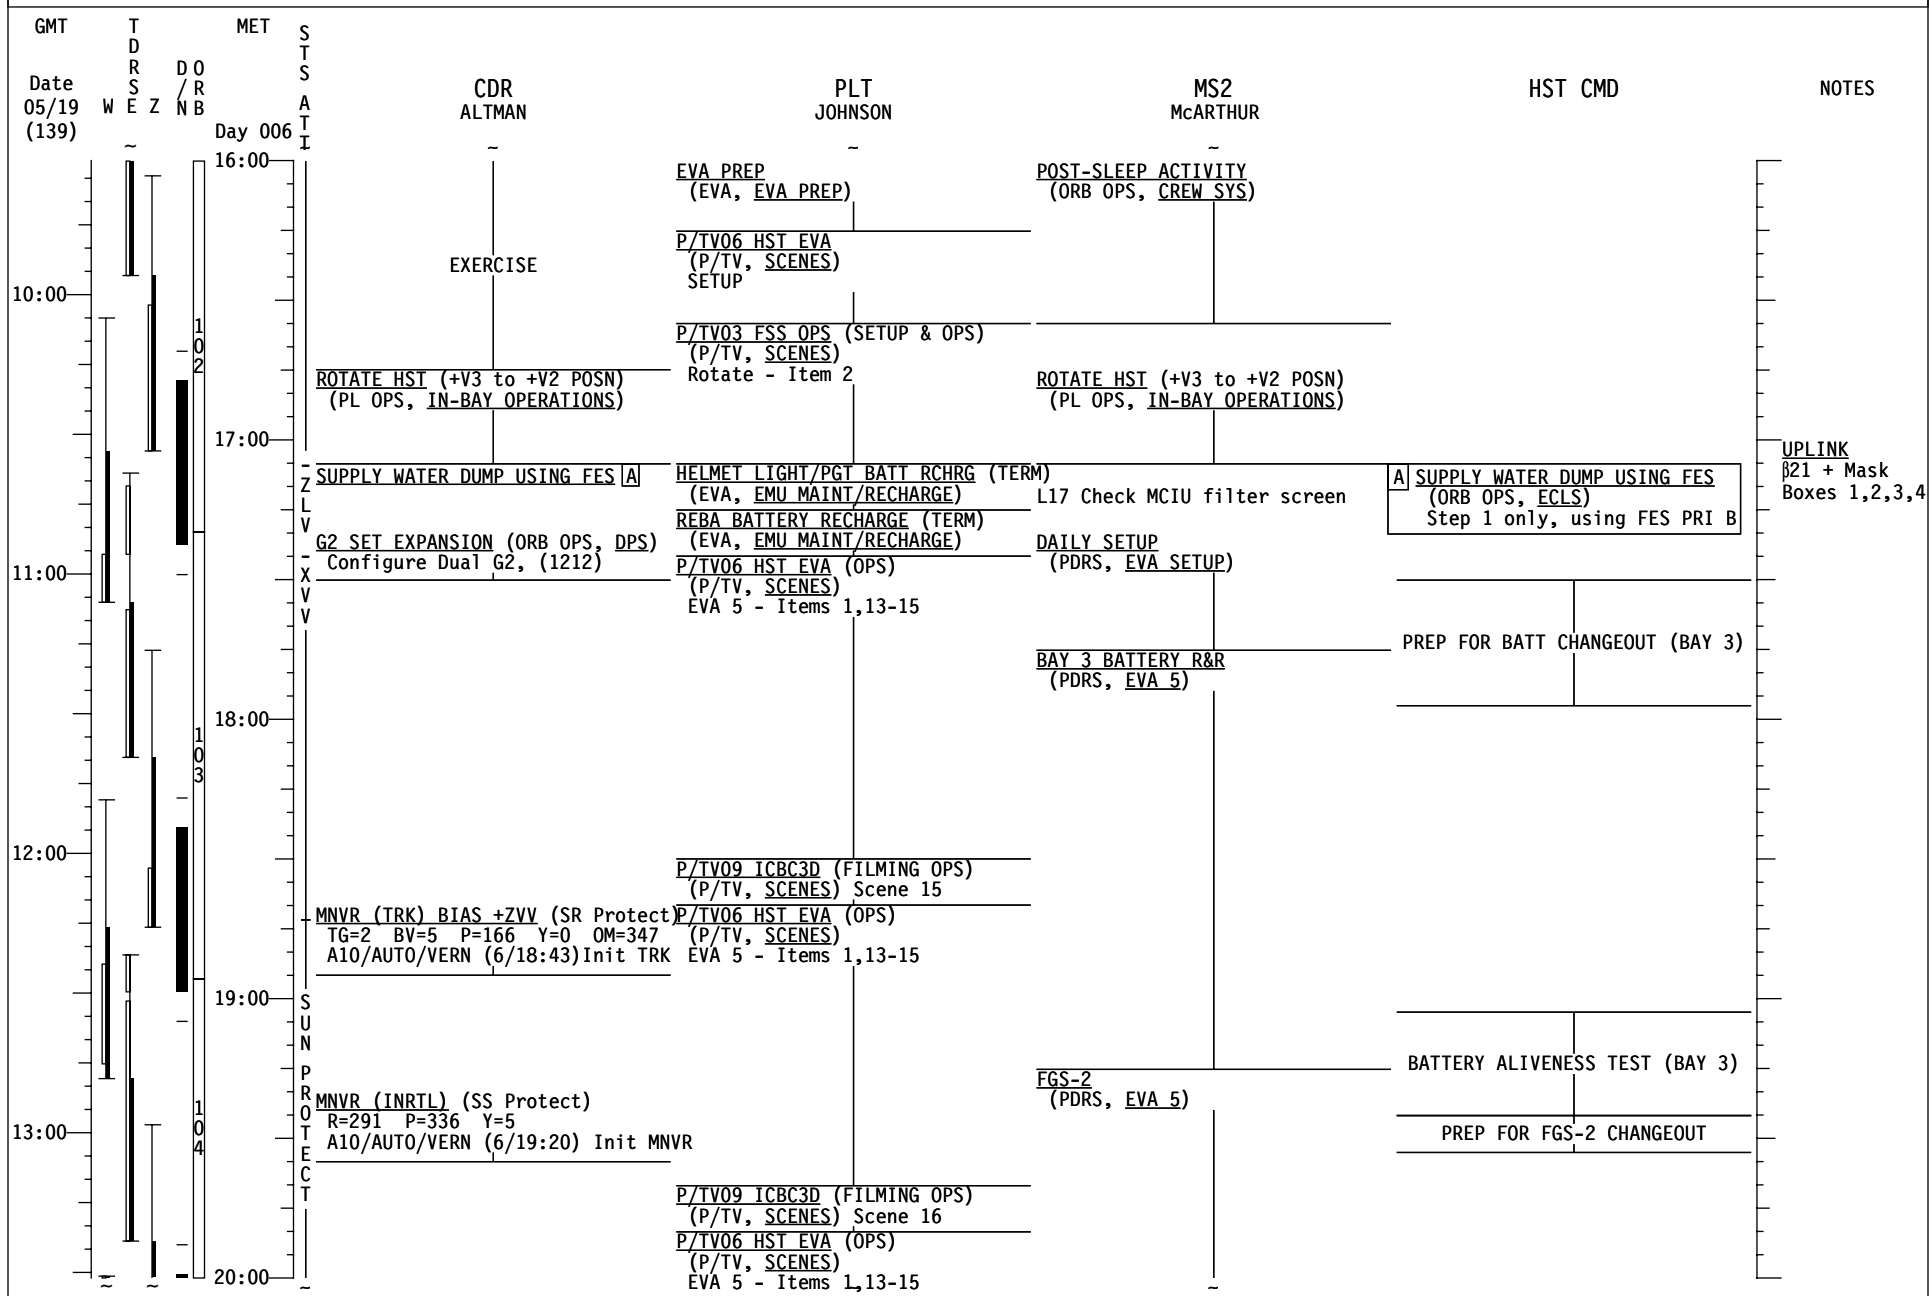 GMT
Date
05/19
(139)
W
TDRS
E
Z
D/N
ORB
MET
Day 006
STS ATT
CDR
ALTMAN
PLT
JOHNSON
MS2
McARTHUR
HST CMD
NOTES
~
~
~
~
~
16:00
17:00
18:00
19:00
20:00
10:00
11:00
12:00
13:00
102
103
104
-ZLV -XVV
SUN PROTECT
EXERCISE
ROTATE HST (+V3 to +V2 POSN)
(PL OPS, IN-BAY OPERATIONS)
SUPPLY WATER DUMP USING FES A
G2 SET EXPANSION (ORB OPS, DPS)
Configure Dual G2, (1212)
MNVR (TRK) BIAS +ZVV (SR Protect)
TG=2 BV=5 P=166 Y=0 OM=347
A10/AUTO/VERN (6/18:43)Init TRK
MNVR (INRTL) (SS Protect)
R=291 P=336 Y=5
A10/AUTO/VERN (6/19:20) Init MNVR
EVA PREP
(EVA, EVA PREP)
P/TV06 HST EVA
(P/TV, SCENES)
SETUP
P/TV03 FSS OPS (SETUP & OPS)
(P/TV, SCENES)
Rotate - Item 2
HELMET LIGHT/PGT BATT RCHRG (TERM)
(EVA, EMU MAINT/RECHARGE)
REBA BATTERY RECHARGE (TERM)
(EVA, EMU MAINT/RECHARGE)
P/TV06 HST EVA (OPS)
(P/TV, SCENES)
EVA 5 - Items 1,13-15
P/TV09 ICBC3D (FILMING OPS)
(P/TV, SCENES) Scene 15
P/TV06 HST EVA (OPS)
(P/TV, SCENES)
EVA 5 - Items 1,13-15
P/TV09 ICBC3D (FILMING OPS)
(P/TV, SCENES) Scene 16
P/TV06 HST EVA (OPS)
(P/TV, SCENES)
EVA 5 - Items 1,13-15
POST-SLEEP ACTIVITY
(ORB OPS, CREW SYS)
ROTATE HST (+V3 to +V2 POSN)
(PL OPS, IN-BAY OPERATIONS)
L17 Check MCIU filter screen
DAILY SETUP
(PDRS, EVA SETUP)
BAY 3 BATTERY R&R
(PDRS, EVA 5)
FGS-2
(PDRS, EVA 5)
A SUPPLY WATER DUMP USING FES
(ORB OPS, ECLS)
Step 1 only, using FES PRI B
PREP FOR BATT CHANGEOUT (BAY 3)
BATTERY ALIVENESS TEST (BAY 3)
PREP FOR FGS-2 CHANGEOUT
UPLINK
β21 + Mask
Boxes 1,2,3,4
~
~
~
~